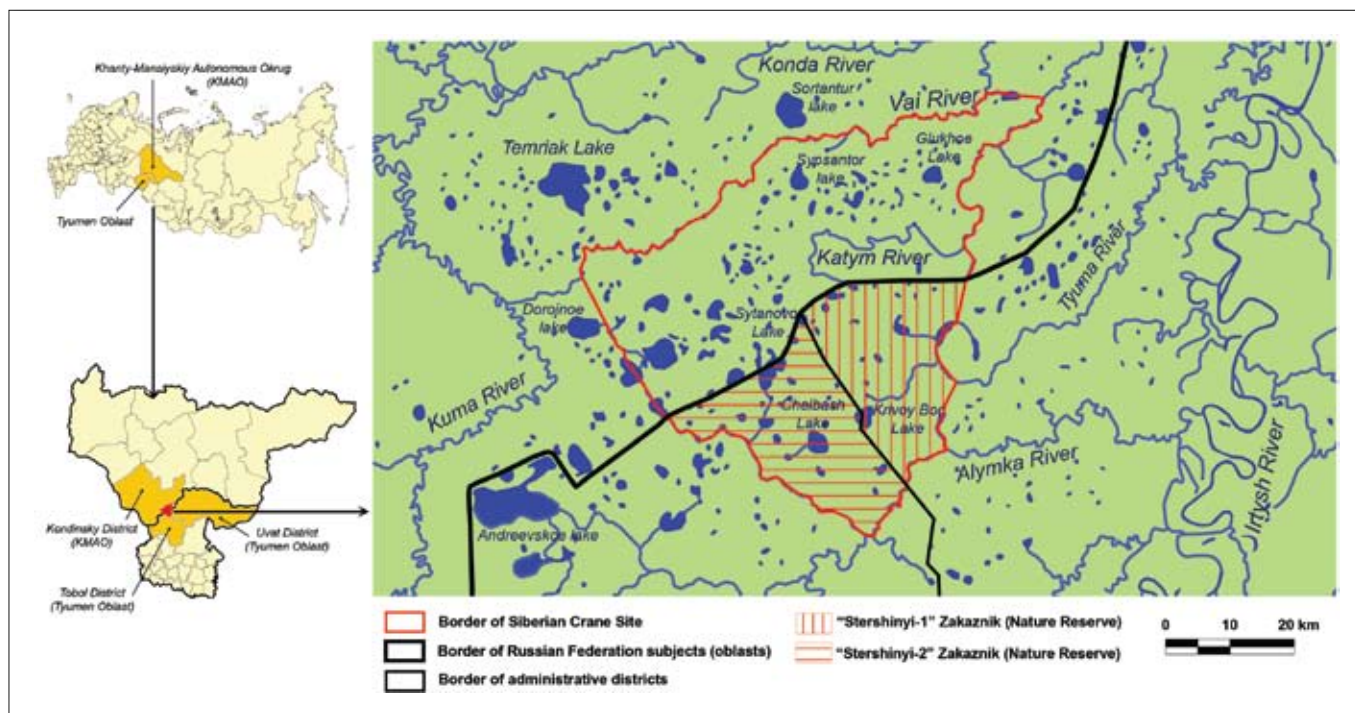 Khanty-Mansiyskiy Autonomous Okrug
(KMAO)
Tyumen Oblast
Kondinsky District
(KMAO)
Uvat District
(Tyumen Oblast)
Tobol District
(Tyumen Oblast)
Konda River
Sortantur
lake
Vai River
Temriak Lake
Sypsantor
lake
Glukhoe
Lake
Katym River
Tyuma River
Dorojnoe
lake
Sytanovo
Lake
Kuma River
Chelbash
Lake
Krivoy Bor
Lake
Alymka River
Irtysh River
Andreevskoe lake
Border of Siberian Crane Site
Border of Russian Federation subjects (oblasts)
Border of administrative districts
"Stershinyi-1" Zakaznik (Nature Reserve)
"Stershinyi-2" Zakaznik (Nature Reserve)
0 10 20 km